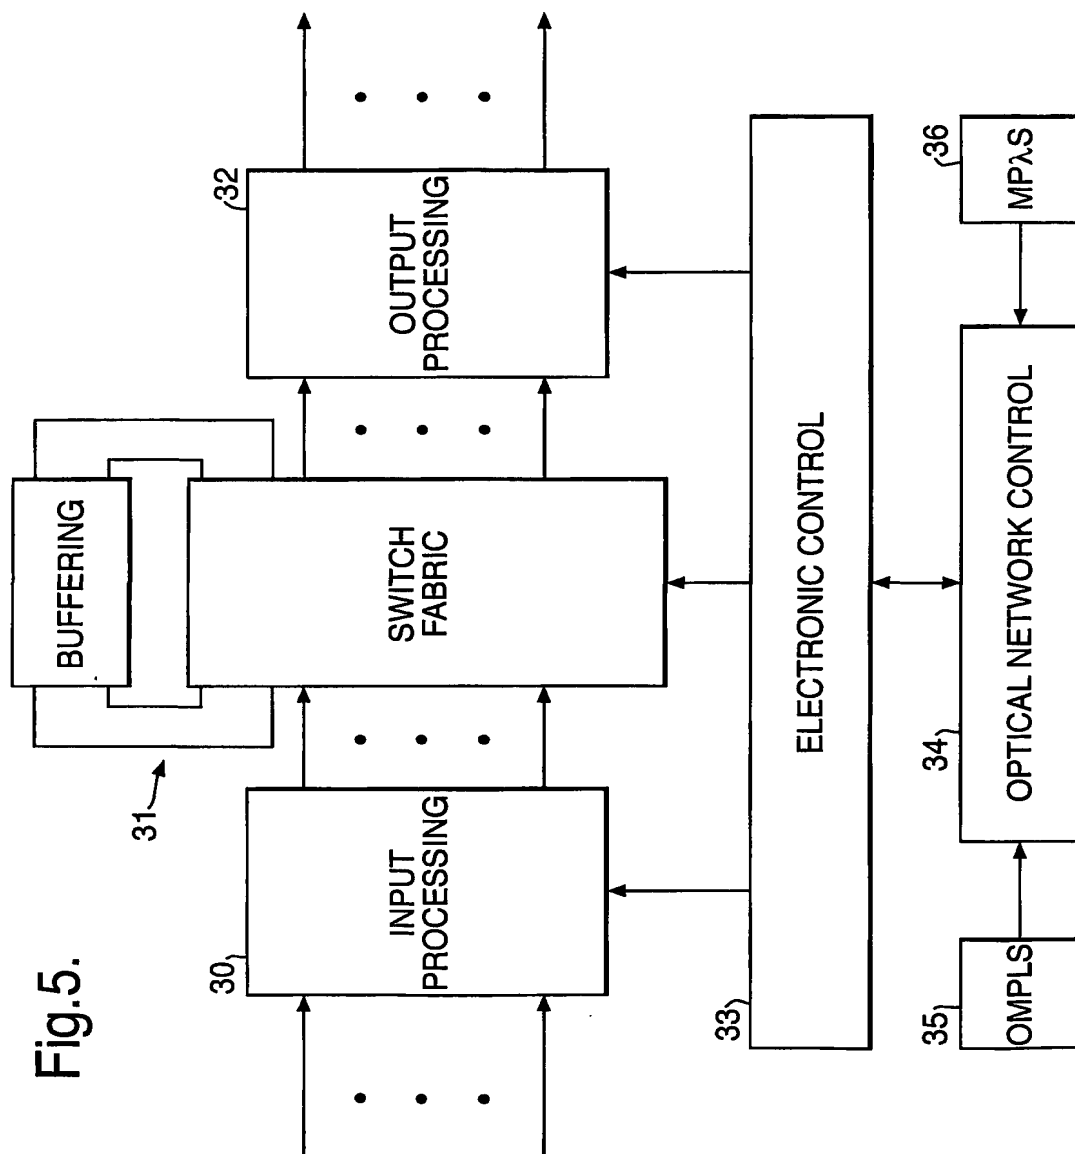 Fig.5.
31
BUFFERING
30
INPUT
PROCESSING
SWITCH
FABRIC
32
OUTPUT
PROCESSING
33
ELECTRONIC CONTROL
35
OMPLS
34
OPTICAL NETWORK CONTROL
36
MPλS